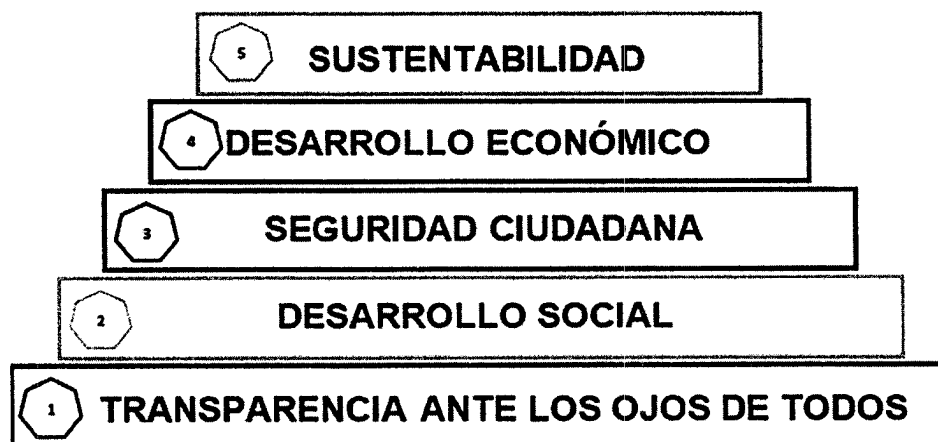 5 SUSTENTABILIDAD
4 DESARROLLO ECONÓMICO
3 SEGURIDAD CIUDADANA
2 DESARROLLO SOCIAL
1 TRANSPARENCIA ANTE LOS OJOS DE TODOS